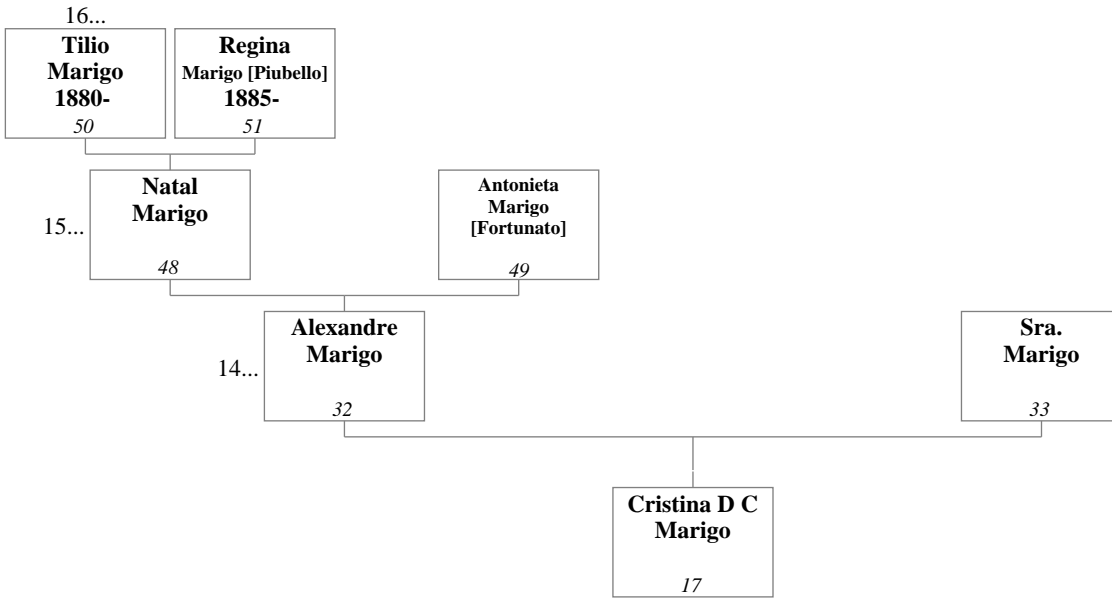 16...
Tilio
Marigo
1880-
50
Regina
Marigo [Piubello]
1885-
51
15...
Natal
Marigo
48
Antonieta
Marigo
[Fortunato]
49
14...
Alexandre
Marigo
32
Sra.
Marigo
33
Cristina D C
Marigo
17